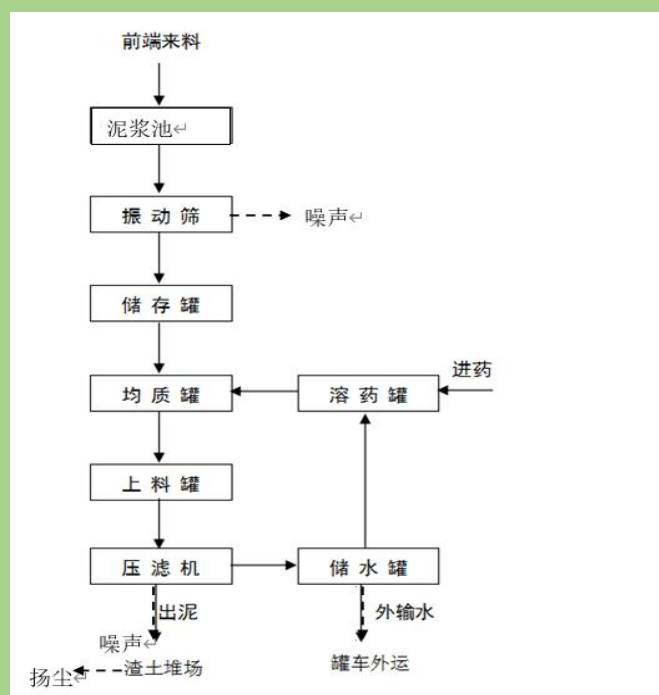 前端来料
泥浆池
振动筛
噪声
储存罐
进药
均质罐
溶药罐
上料罐
压滤机
储水罐
出泥
外输水
噪声
渣土堆场
罐车外运
扬尘